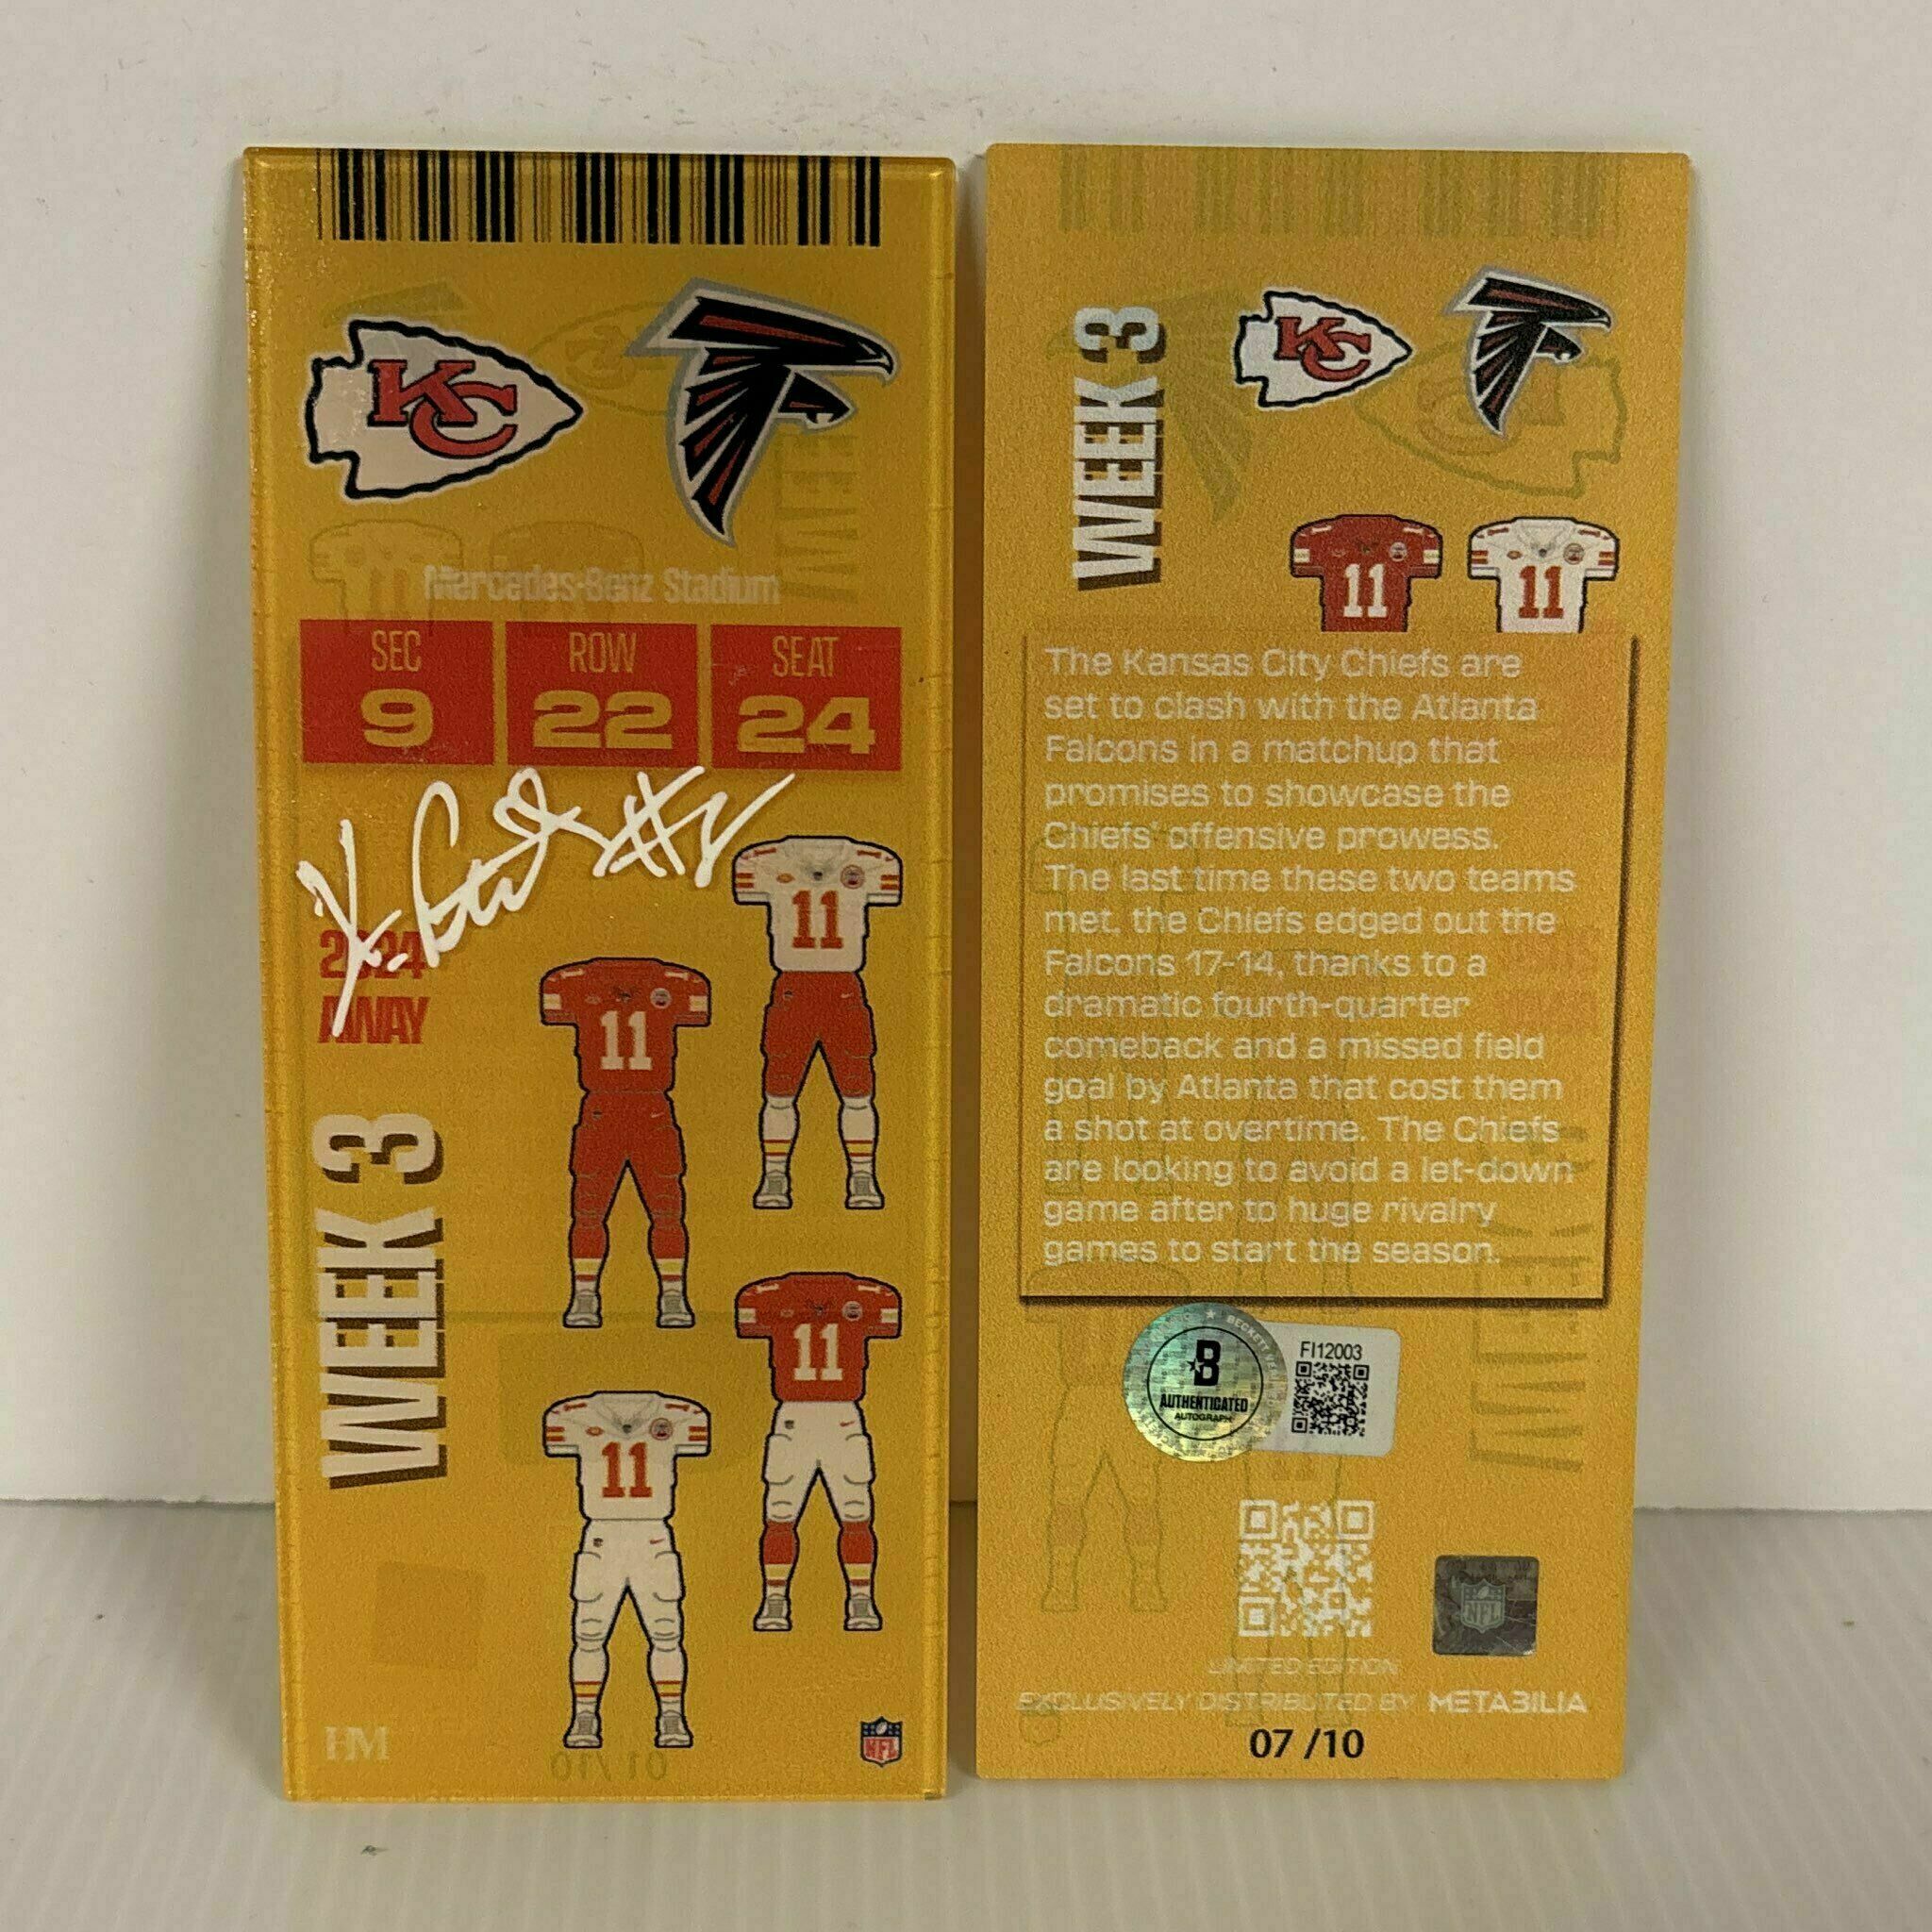 KC
Mercedes-Benz Stadium
SEC
9
ROW
22
SEAT
24
2024
AWAY
11
11
11
11
WEEK 3
HM
NFL
01/10
WEEK 3
KC
11
11
The Kansas City Chiefs are
set to clash with the Atlanta
Falcons in a matchup that
promises to showcase the
Chiefs' offensive prowess.
The last time these two teams
met, the Chiefs edged out the
Falcons 17-14, thanks to a
dramatic fourth-quarter
comeback and a missed field
goal by Atlanta that cost them
a shot at overtime. The Chiefs
are looking to avoid a let-down
game after to huge rivalry
games to start the season.
B
AUTHENTICATED
AUTOGRAPH
FI12003
NFL
LIMITED EDITION
EXCLUSIVELY DISTRIBUTED BY METABILIA
07 /10